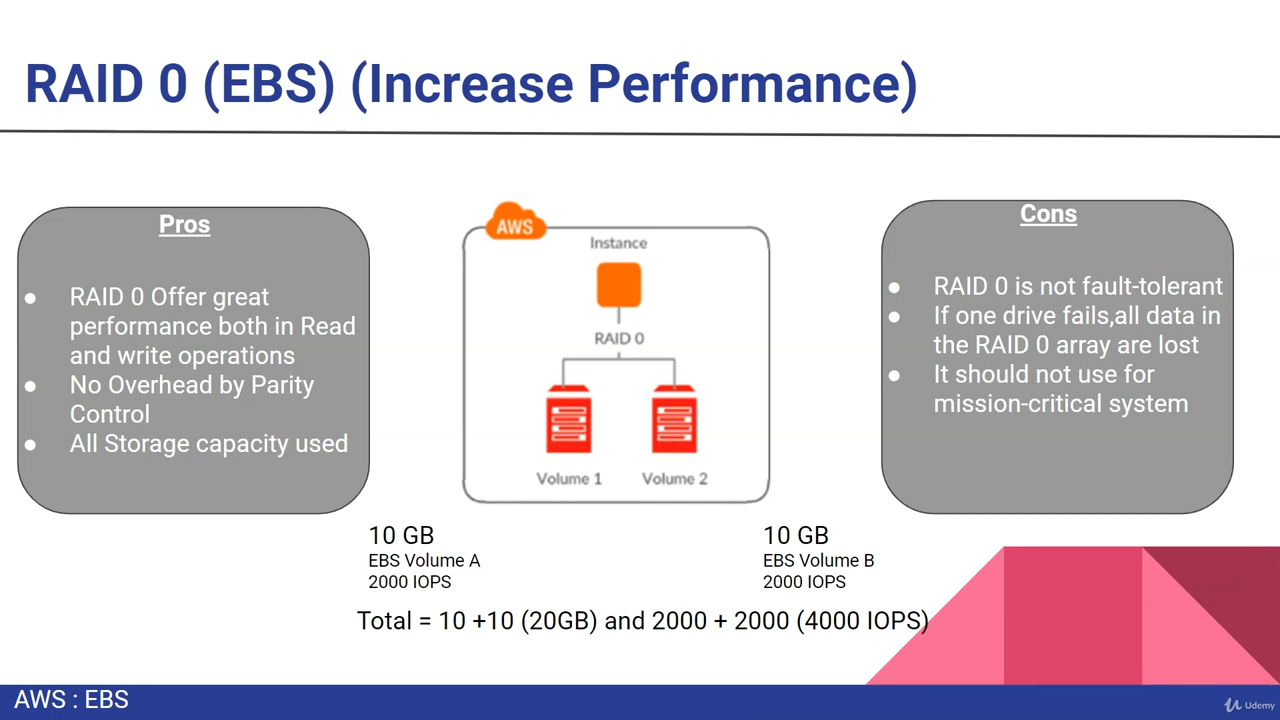 RAID 0 (EBS) (Increase Performance)
Pros
● RAID 0 Offer great
performance both in Read
and write operations
● No Overhead by Parity
Control
● All Storage capacity used
AWS
Instance
RAID 0
Volume 1
Volume 2
Cons
● RAID 0 is not fault-tolerant
● If one drive fails,all data in
the RAID 0 array are lost
● It should not use for
mission-critical system
10 GB
EBS Volume A
2000 IOPS
10 GB
EBS Volume B
2000 IOPS
Total = 10 +10 (20GB) and 2000 + 2000 (4000 IOPS)
AWS : EBS
Udemy